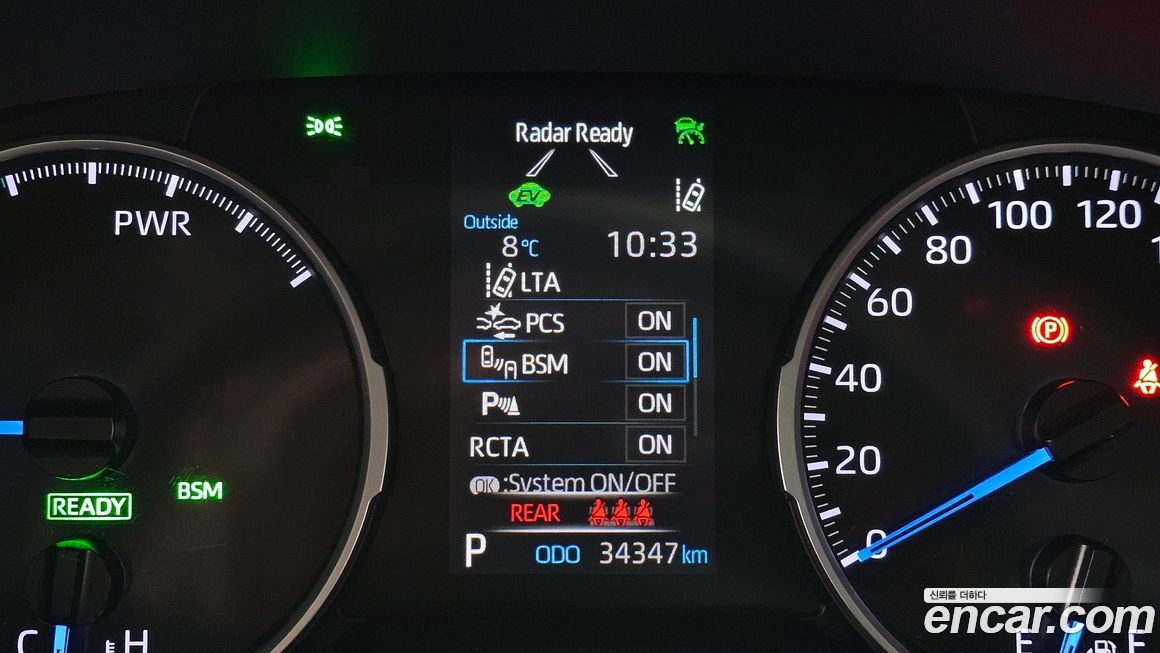 Radar Ready
EV
Outside
8°C 10:33
LTA
PCS ON
BSM ON
P ON
RCTA ON
OK :System ON/OFF
REAR
P ODO 34347 km
PWR
READY
BSM
C H
0
20
40
60
80
100
120
P
E F
신뢰를 더하다
encar.com